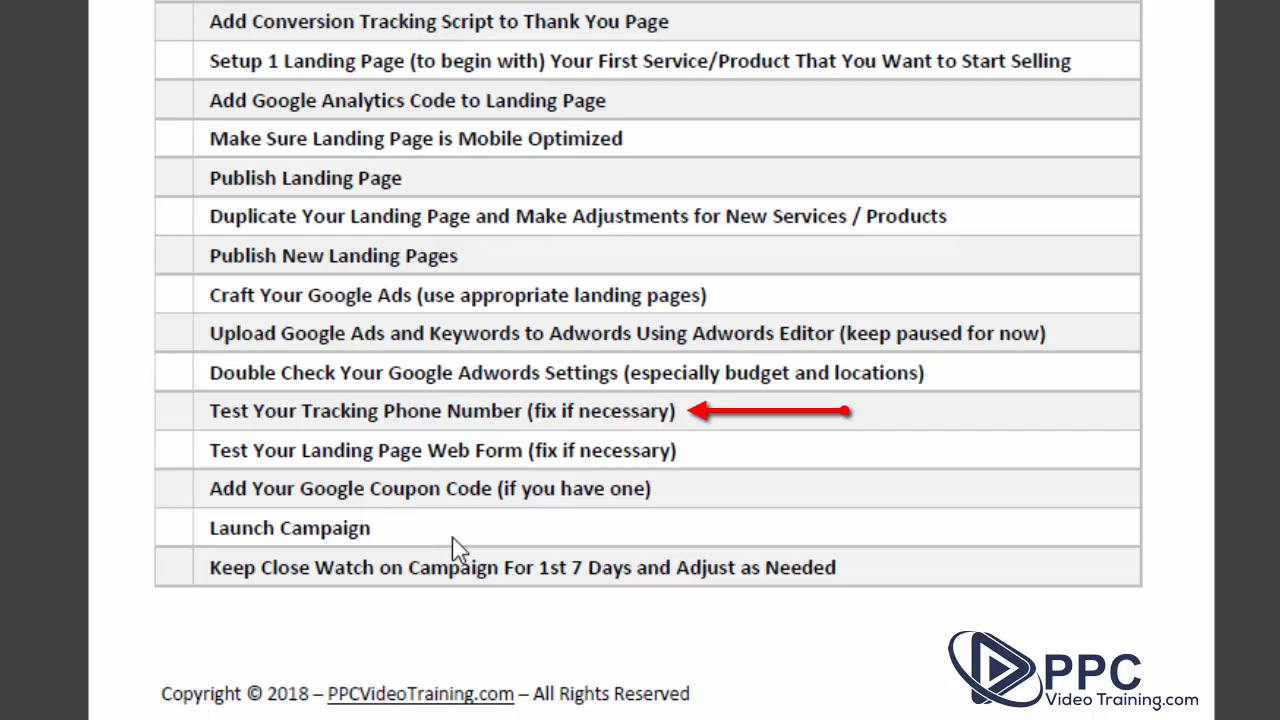 Add Conversion Tracking Script to Thank You Page
Setup 1 Landing Page (to begin with) Your First Service/Product That You Want to Start Selling
Add Google Analytics Code to Landing Page
Make Sure Landing Page is Mobile Optimized
Publish Landing Page
Duplicate Your Landing Page and Make Adjustments for New Services / Products
Publish New Landing Pages
Craft Your Google Ads (use appropriate landing pages)
Upload Google Ads and Keywords to Adwords Using Adwords Editor (keep paused for now)
Double Check Your Google Adwords Settings (especially budget and locations)
Test Your Tracking Phone Number (fix if necessary)
Test Your Landing Page Web Form (fix if necessary)
Add Your Google Coupon Code (if you have one)
Launch Campaign
Keep Close Watch on Campaign For 1st 7 Days and Adjust as Needed
Copyright © 2018 – PPCVideoTraining.com – All Rights Reserved
PPC
Video Training.com